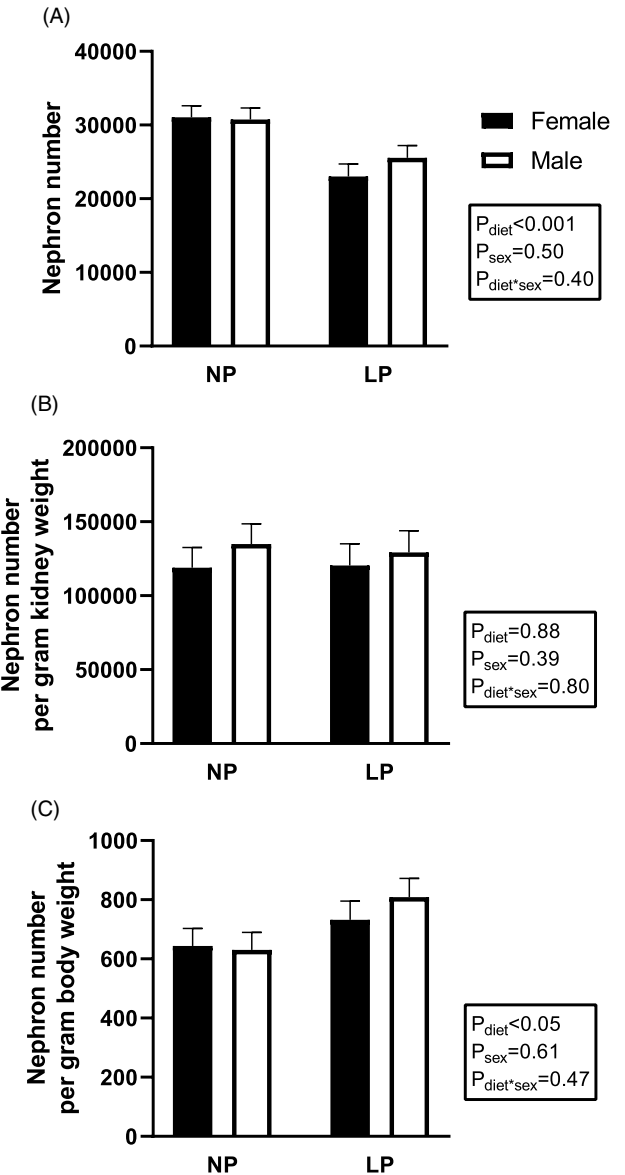 (A)
40000
30000
20000
10000
0
Nephron number
NP
LP
Female
Male
Pdiet<0.001
Psex=0.50
Pdiet*sex=0.40
(B)
200000
150000
100000
50000
0
Nephron number
per gram kidney weight
NP
LP
Pdiet=0.88
Psex=0.39
Pdiet*sex=0.80
(C)
1000
800
600
400
200
0
Nephron number
per gram body weight
NP
LP
Pdiet<0.05
Psex=0.61
Pdiet*sex=0.47